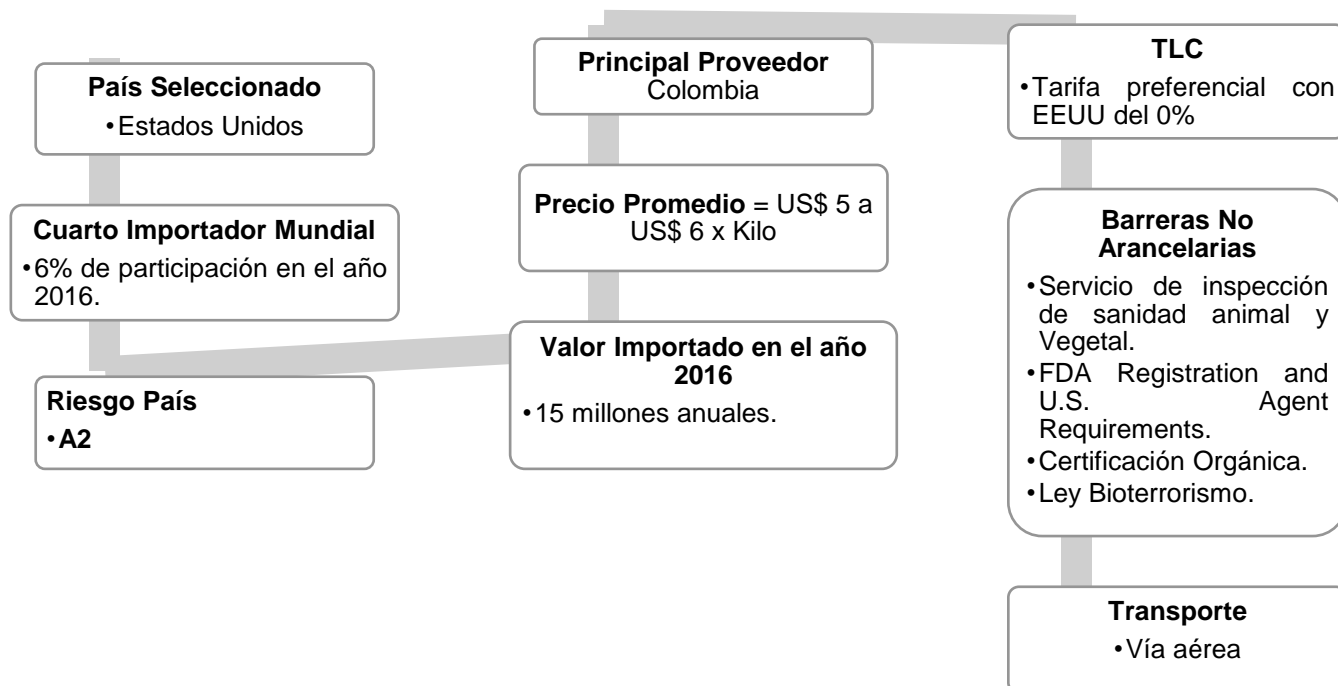 País Seleccionado
•Estados Unidos
Cuarto Importador Mundial
•6% de participación en el año
2016.
Riesgo País
•A2
Valor Importado en el año
2016
•15 millones anuales.
Precio Promedio = US$ 5 a
US$ 6 x Kilo
Principal Proveedor
Colombia
TLC
•Tarifa preferencial con
EEUU del 0%
Barreras No
Arancelarias
•Servicio de inspección
de sanidad animal y
Vegetal.
•FDA Registration and
U.S. Agent
Requirements.
•Certificación Orgánica.
•Ley Bioterrorismo.
Transporte
•Vía aérea